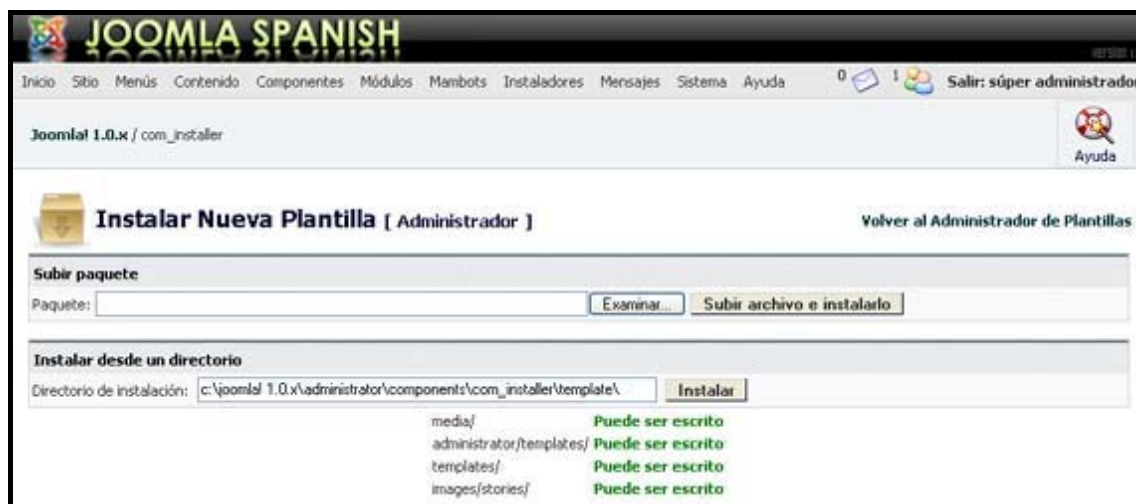 JOOMLA SPANISH
Inicio Sitio Menús Contenido Componentes Módulos Mambots Instaladores Mensajes Sistema Ayuda 0 1 Salir: súper administrador
Joomla! 1.0.x / com_installer
Ayuda
Instalar Nueva Plantilla [ Administrador ]
Volver al Administrador de Plantillas
Subir paquete
Paquete: Examinar... Subir archivo e instalarlo
Instalar desde un directorio
Directorio de instalación: c:\joomla! 1.0.x\administrator\components\com_installer\template\ Instalar
media/ Puede ser escrito
administrator/templates/ Puede ser escrito
templates/ Puede ser escrito
images/stories/ Puede ser escrito